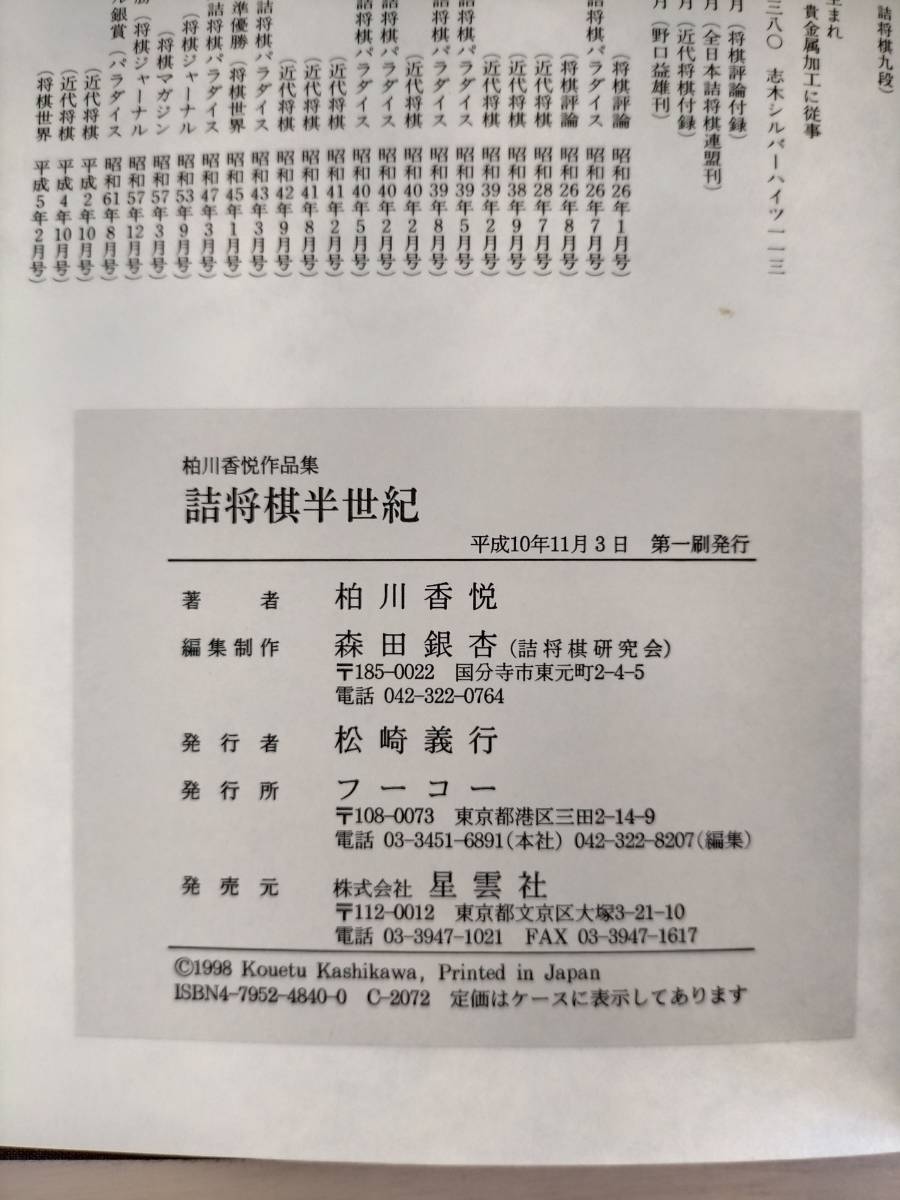 詰将棋九段）
生まれ
貴金属加工に従事
三八〇　志木シルバーハイツ一一三
月（将棋評論付録）
月（全日本詰将棋連盟刊）
月（近代将棋付録）
月（野口益雄刊）
（将棋評論　昭和26年1月号）
詰将棋パラダイス　昭和26年7月号）
（将棋評論　昭和26年8月号）
（近代将棋　昭和28年7月号）
（近代将棋　昭和38年9月号）
（近代将棋　昭和39年2月号）
詰将棋パラダイス　昭和39年5月号）
詰将棋パラダイス　昭和39年8月号）
（近代将棋　昭和40年2月号）
詰将棋パラダイス　昭和40年2月号）
詰将棋パラダイス　昭和40年5月号）
（近代将棋　昭和41年2月号）
（近代将棋　昭和41年8月号）
（近代将棋　昭和42年9月号）
詰将棋パラダイス　昭和43年3月号）
準優勝（将棋世界　昭和45年1月号）
詰将棋パラダイス　昭和47年3月号）
（将棋ジャーナル　昭和53年9月号）
（将棋マガジン　昭和57年3月号）
勝（将棋ジャーナル　昭和57年12月号）
ル銀賞（パラダイス　昭和61年8月号）
（近代将棋　平成2年10月号）
（近代将棋　平成4年10月号）
（将棋世界　平成5年2月号）
柏川香悦作品集
詰将棋半世紀
平成10年11月3日　第一刷発行
著者　柏川香悦
編集制作　森田銀杏（詰将棋研究会）
〒185-0022　国分寺市東元町2-4-5
電話 042-322-0764
発行者　松崎義行
発行所　フーコー
〒108-0073　東京都港区三田2-14-9
電話 03-3451-6891（本社）042-322-8207（編集）
発売元　株式会社 星雲社
〒112-0012　東京都文京区大塚3-21-10
電話 03-3947-1021　FAX 03-3947-1617
©1998 Kouetu Kashikawa, Printed in Japan
ISBN4-7952-4840-0　C-2072　定価はケースに表示してあります